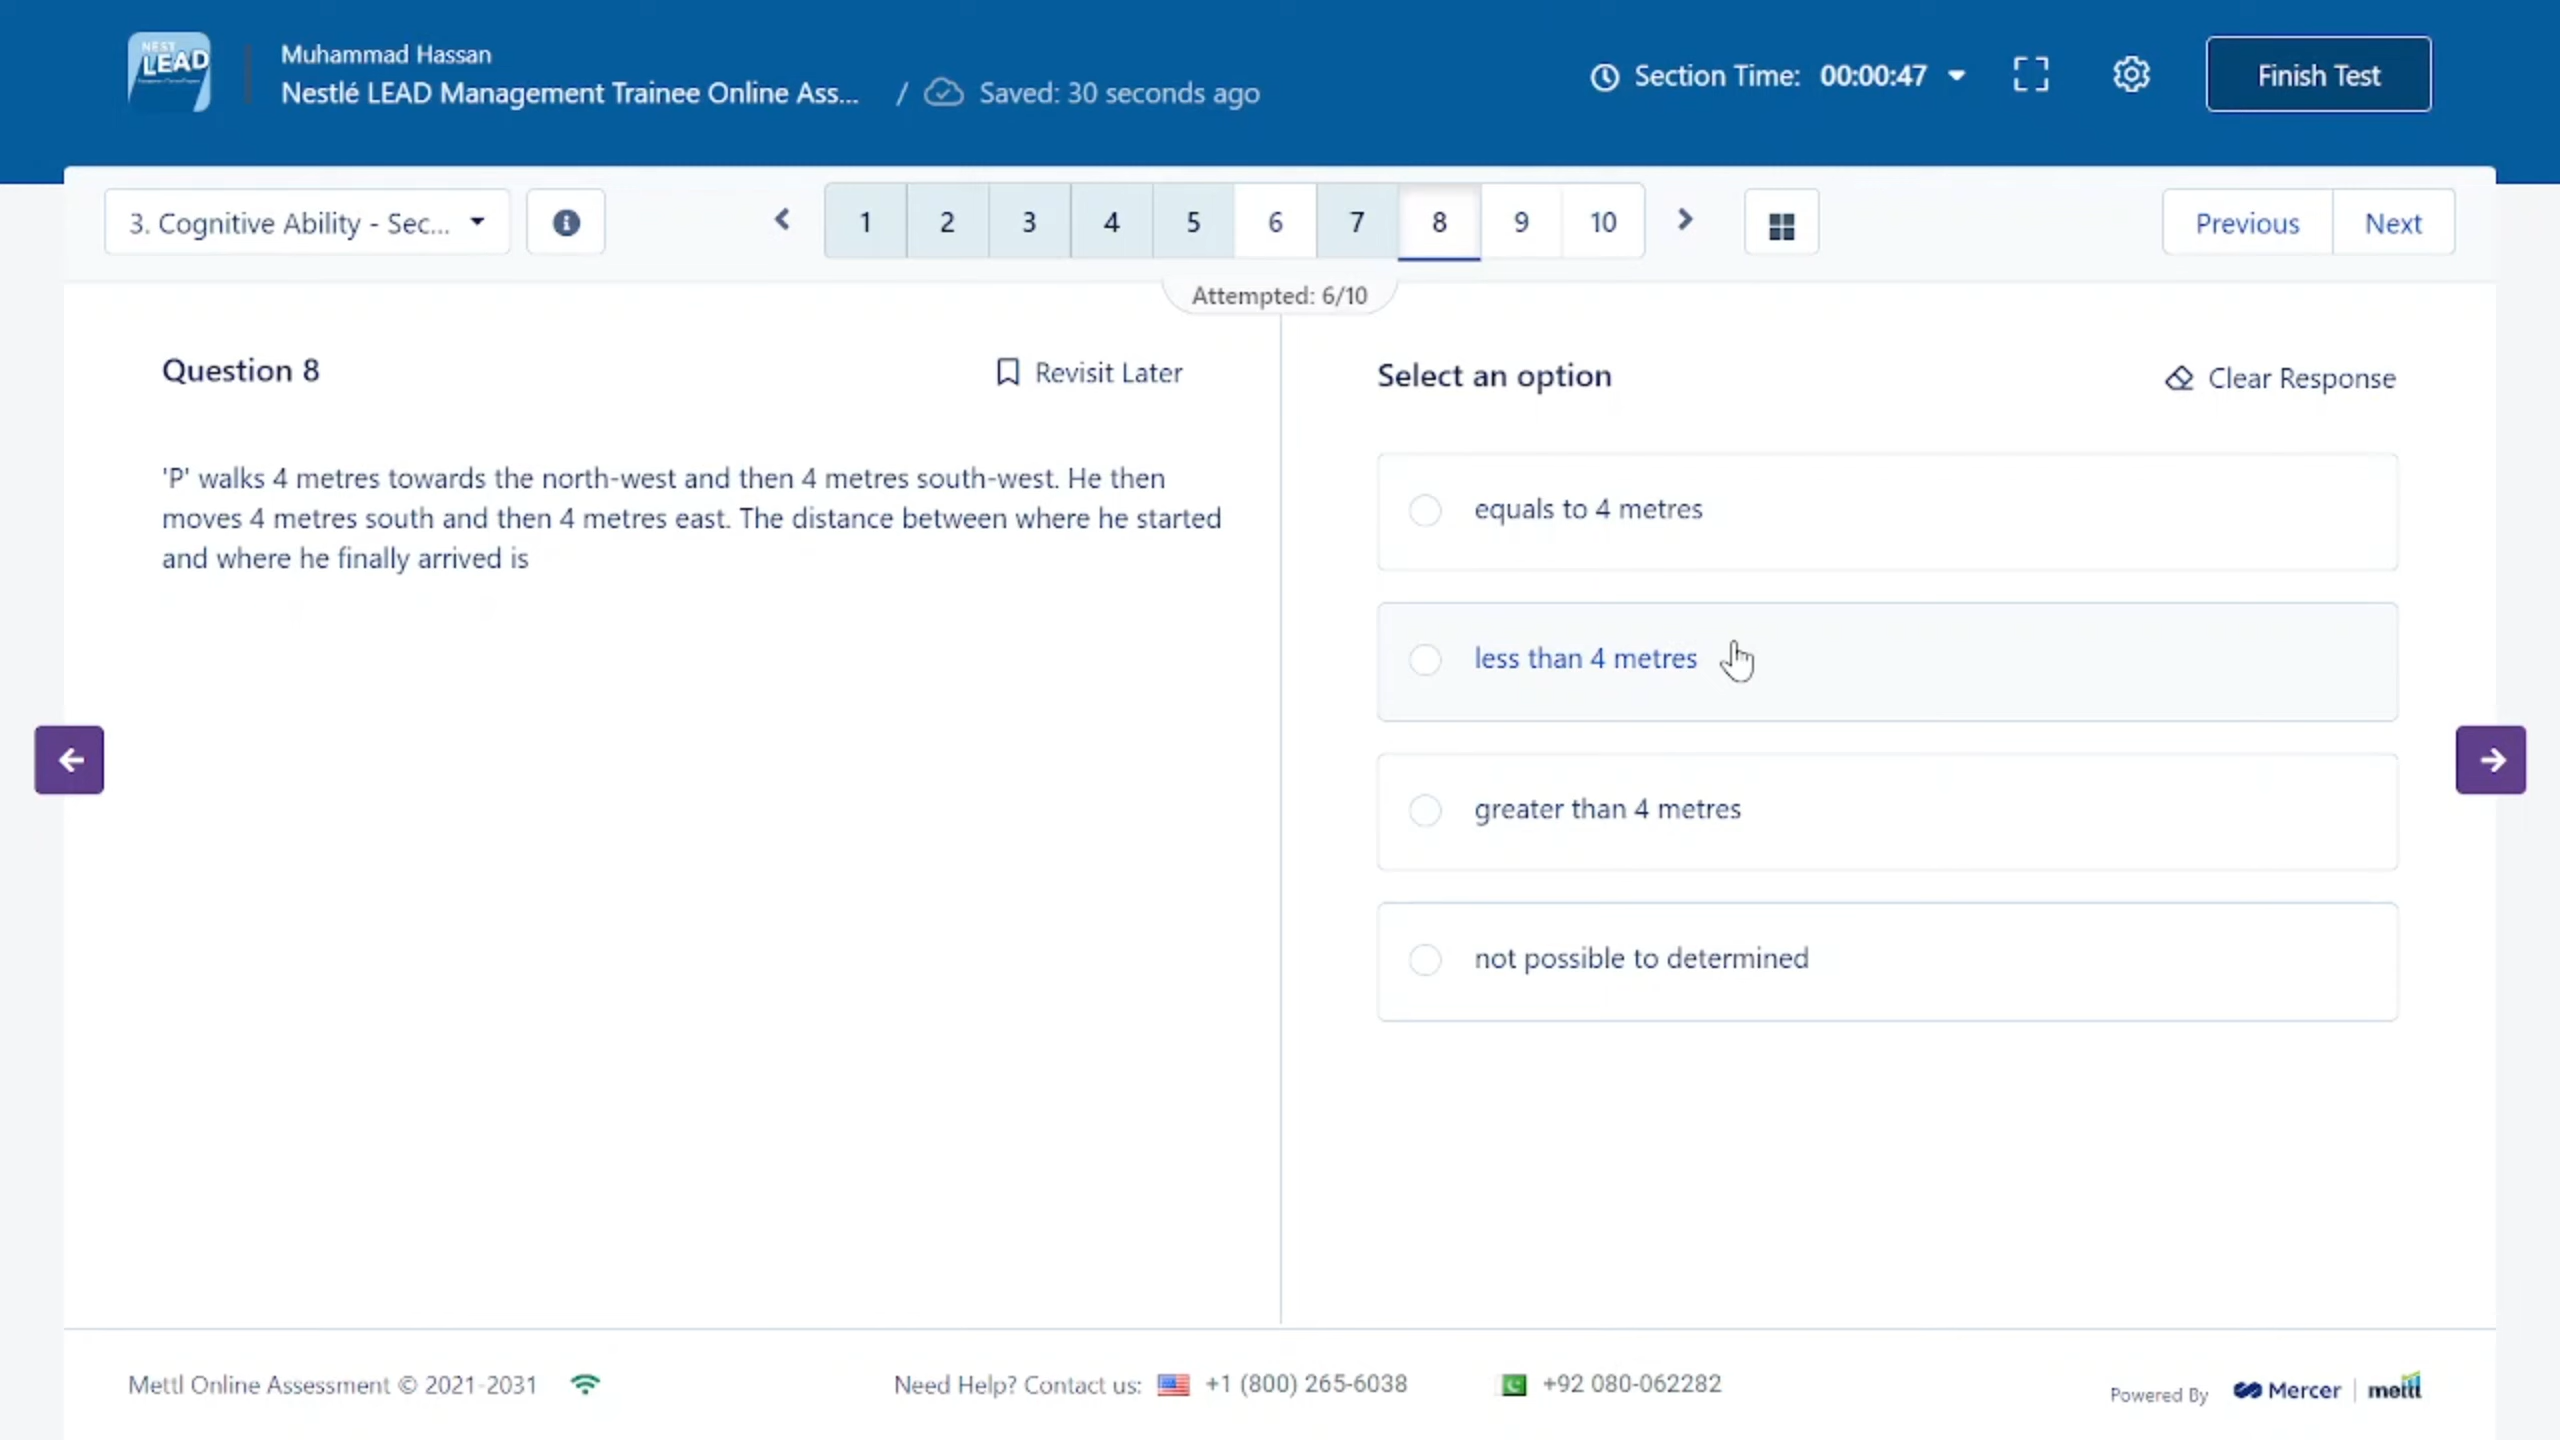 NEST
LEAD
Muhammad Hassan
Nestlé LEAD Management Trainee Online Ass...
/ Saved: 30 seconds ago
Section Time: 00:00:47
Finish Test
3. Cognitive Ability - Sec...
1 2 3 4 5 6 7 8 9 10
Previous Next
Attempted: 6/10
Question 8
Revisit Later
'P' walks 4 metres towards the north-west and then 4 metres south-west. He then
moves 4 metres south and then 4 metres east. The distance between where he started
and where he finally arrived is
Select an option
Clear Response
equals to 4 metres
less than 4 metres
greater than 4 metres
not possible to determined
Mettl Online Assessment © 2021-2031
Need Help? Contact us: +1 (800) 265-6038 +92 080-062282
Powered By Mercer | mettl